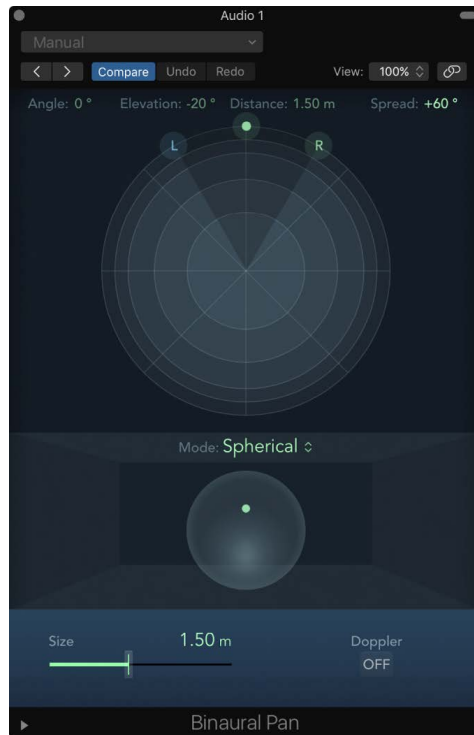 Audio 1
Manual
Compare Undo Redo View: 100%
Angle: 0 ° Elevation: -20 ° Distance: 1.50 m Spread: +60 °
L R
Mode: Spherical
Size 1.50 m Doppler
OFF
Binaural Pan